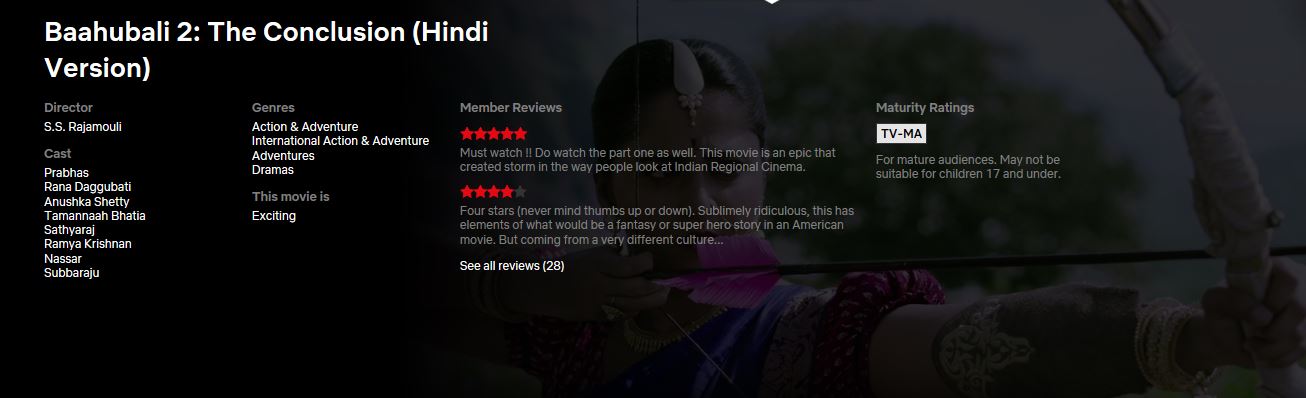 Baahubali 2: The Conclusion (Hindi
Version)
Director
S.S. Rajamouli
Cast
Prabhas
Rana Daggubati
Anushka Shetty
Tamannaah Bhatia
Sathyaraj
Ramya Krishnan
Nassar
Subbaraju
Genres
Action & Adventure
International Action & Adventure
Adventures
Dramas
This movie is
Exciting
Member Reviews
Must watch !! Do watch the part one as well. This movie is an epic that
created storm in the way people look at Indian Regional Cinema.
Four stars (never mind thumbs up or down). Sublimely ridiculous, this has
elements of what would be a fantasy or super hero story in an American
movie. But coming from a very different culture...
See all reviews (28)
Maturity Ratings
TV-MA
For mature audiences. May not be
suitable for children 17 and under.